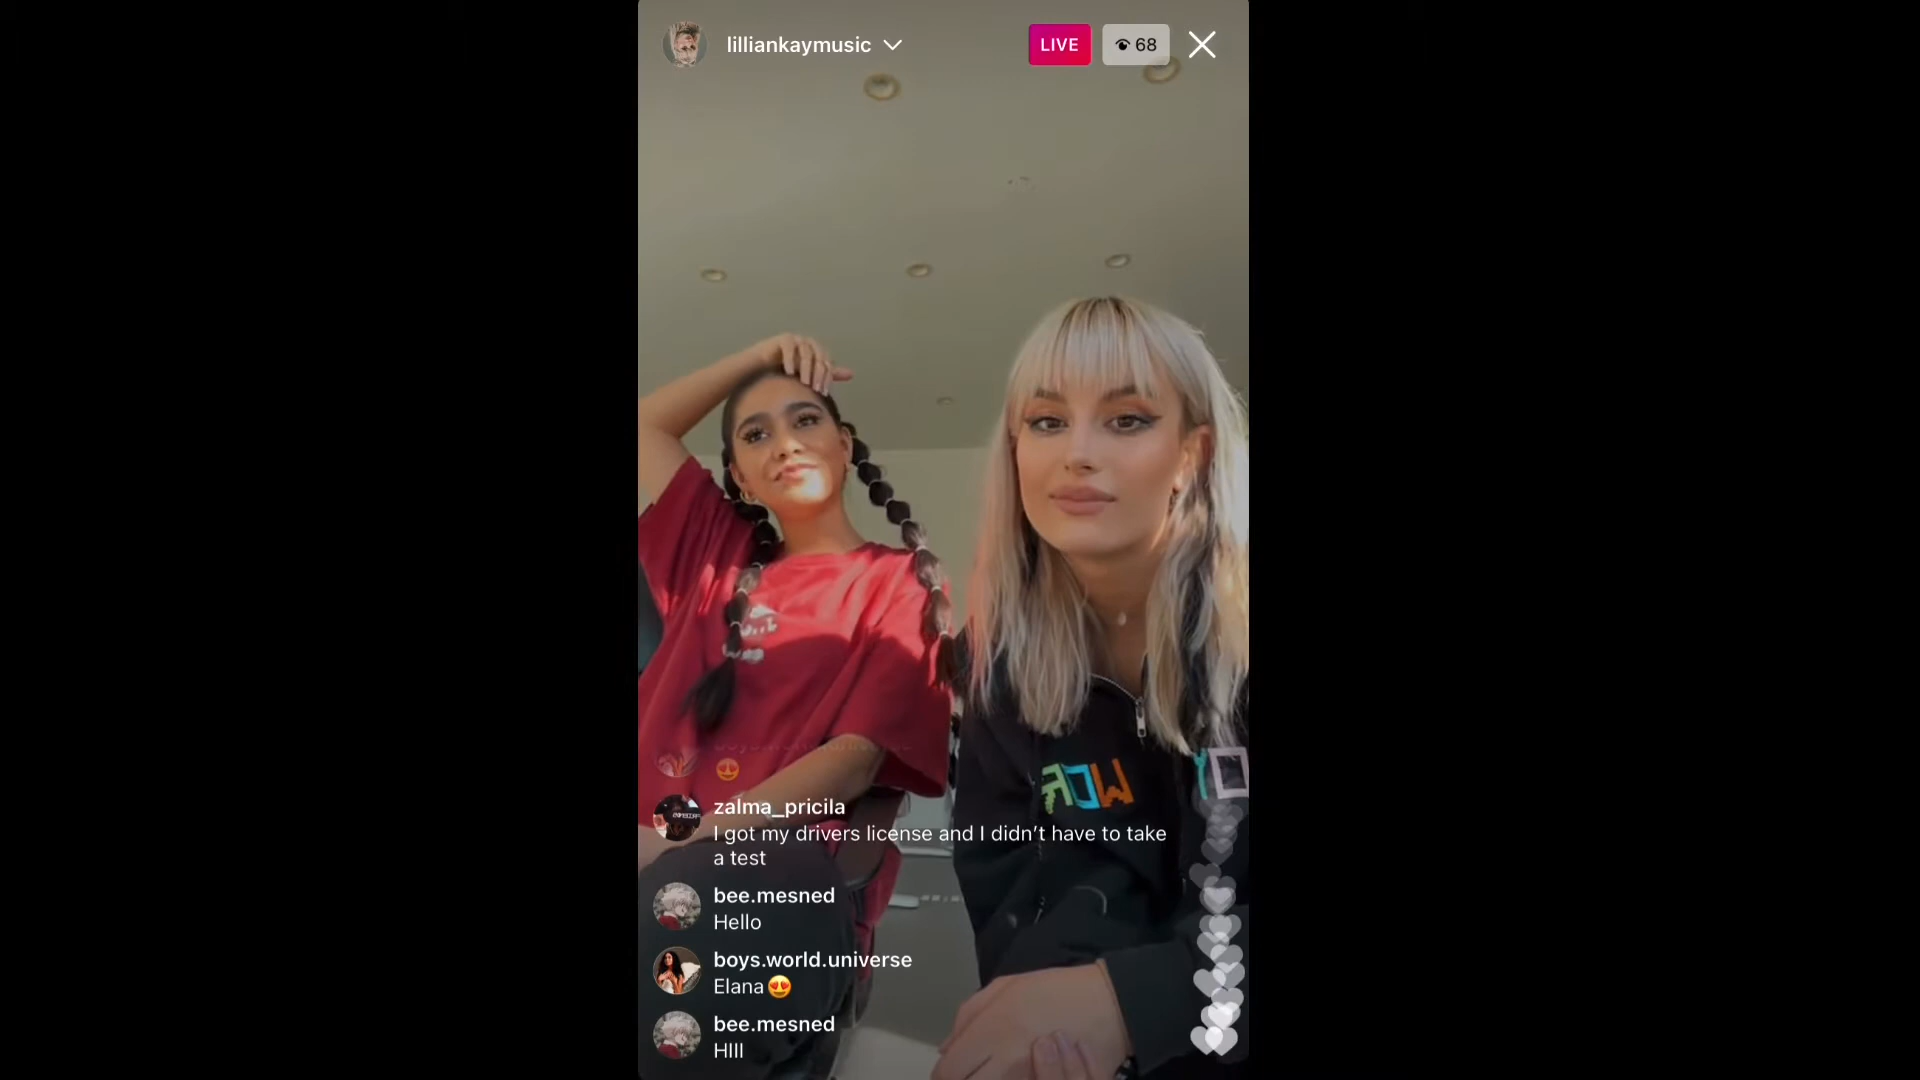 lilliankaymusic
LIVE
68
zalma_pricila
I got my drivers license and I didn't have to take
a test
bee.mesned
Hello
boys.world.universe
Elana😍
bee.mesned
HIII